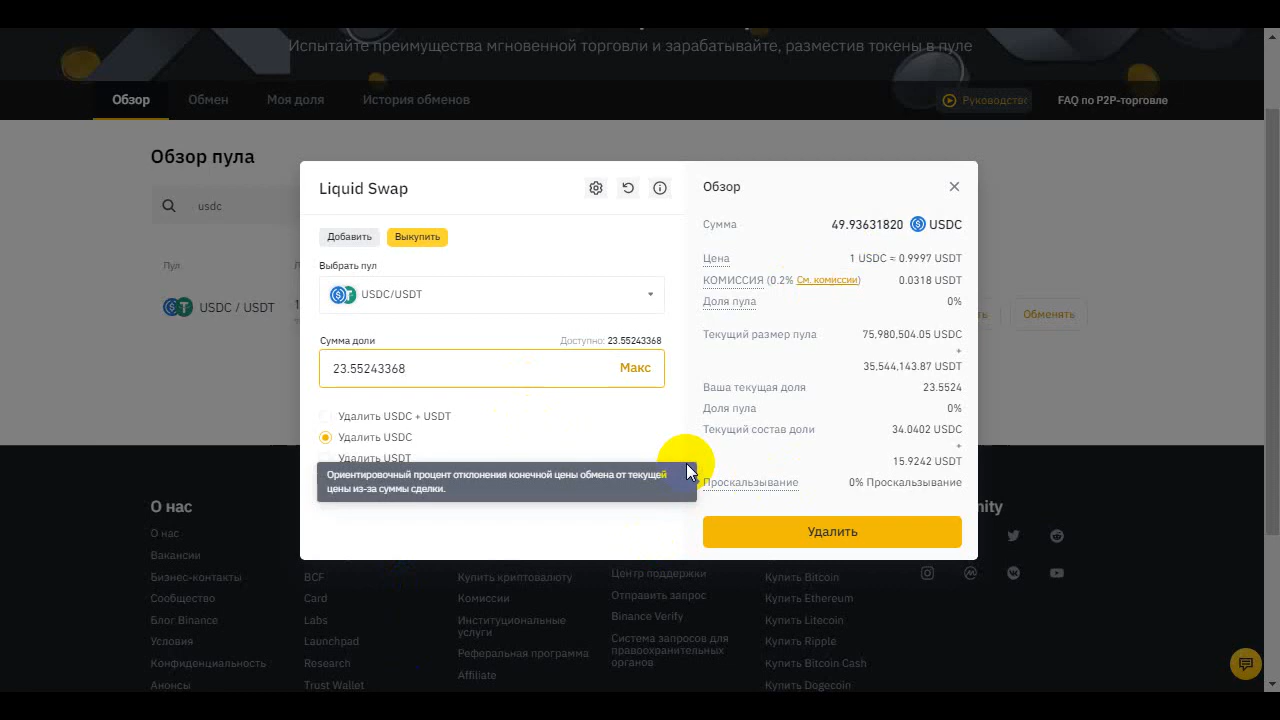 Испытайте преимущества мгновенной торговли и зарабатывайте, разместив токены в пуле
Обзор
Обмен
Моя доля
История обменов
Руководство
FAQ по P2P-торговле
Обзор пула
usdc
Пул
USDC / USDT
Обменять
Liquid Swap
Добавить
Выкупить
Выбрать пул
USDC/USDT
Сумма доли
Доступно: 23.55243368
23.55243368
Макс
Удалить USDC + USDT
Удалить USDC
Удалить USDT
Ориентировочный процент отклонения конечной цены обмена от текущей
цены из-за суммы сделки.
Обзор
Сумма
49.93631820 USDC
Цена
1 USDC ≈ 0.9997 USDT
КОМИССИЯ (0.2% См. комиссии)
0.0318 USDT
Доля пула
0%
Текущий размер пула
75,980,504.05 USDC
+
35,544,143.87 USDT
Ваша текущая доля
23.5524
Доля пула
0%
Текущий состав доли
34.0402 USDC
+
15.9242 USDT
Проскальзывание
0% Проскальзывание
Удалить
О нас
О нас
Вакансии
Бизнес-контакты
Сообщество
Блог Binance
Условия
Конфиденциальность
Анонсы
BCF
Card
Labs
Launchpad
Research
Trust Wallet
Купить криптовалюту
Комиссии
Институциональные
услуги
Реферальная программа
Affiliate
Центр поддержки
Отправить запрос
Binance Verify
Система запросов для
правоохранительных
органов
Купить Bitcoin
Купить Ethereum
Купить Litecoin
Купить Ripple
Купить Bitcoin Cash
Купить Dogecoin